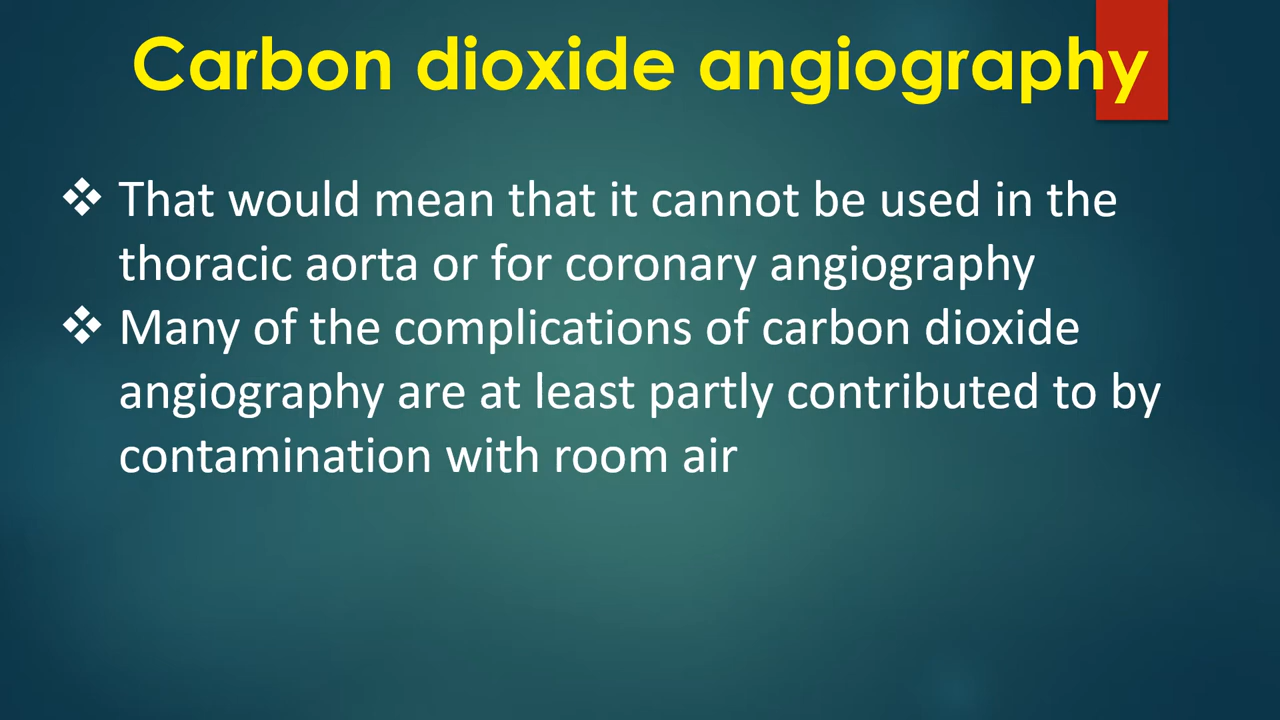 Carbon dioxide angiography
❖ That would mean that it cannot be used in the
thoracic aorta or for coronary angiography
❖ Many of the complications of carbon dioxide
angiography are at least partly contributed to by
contamination with room air